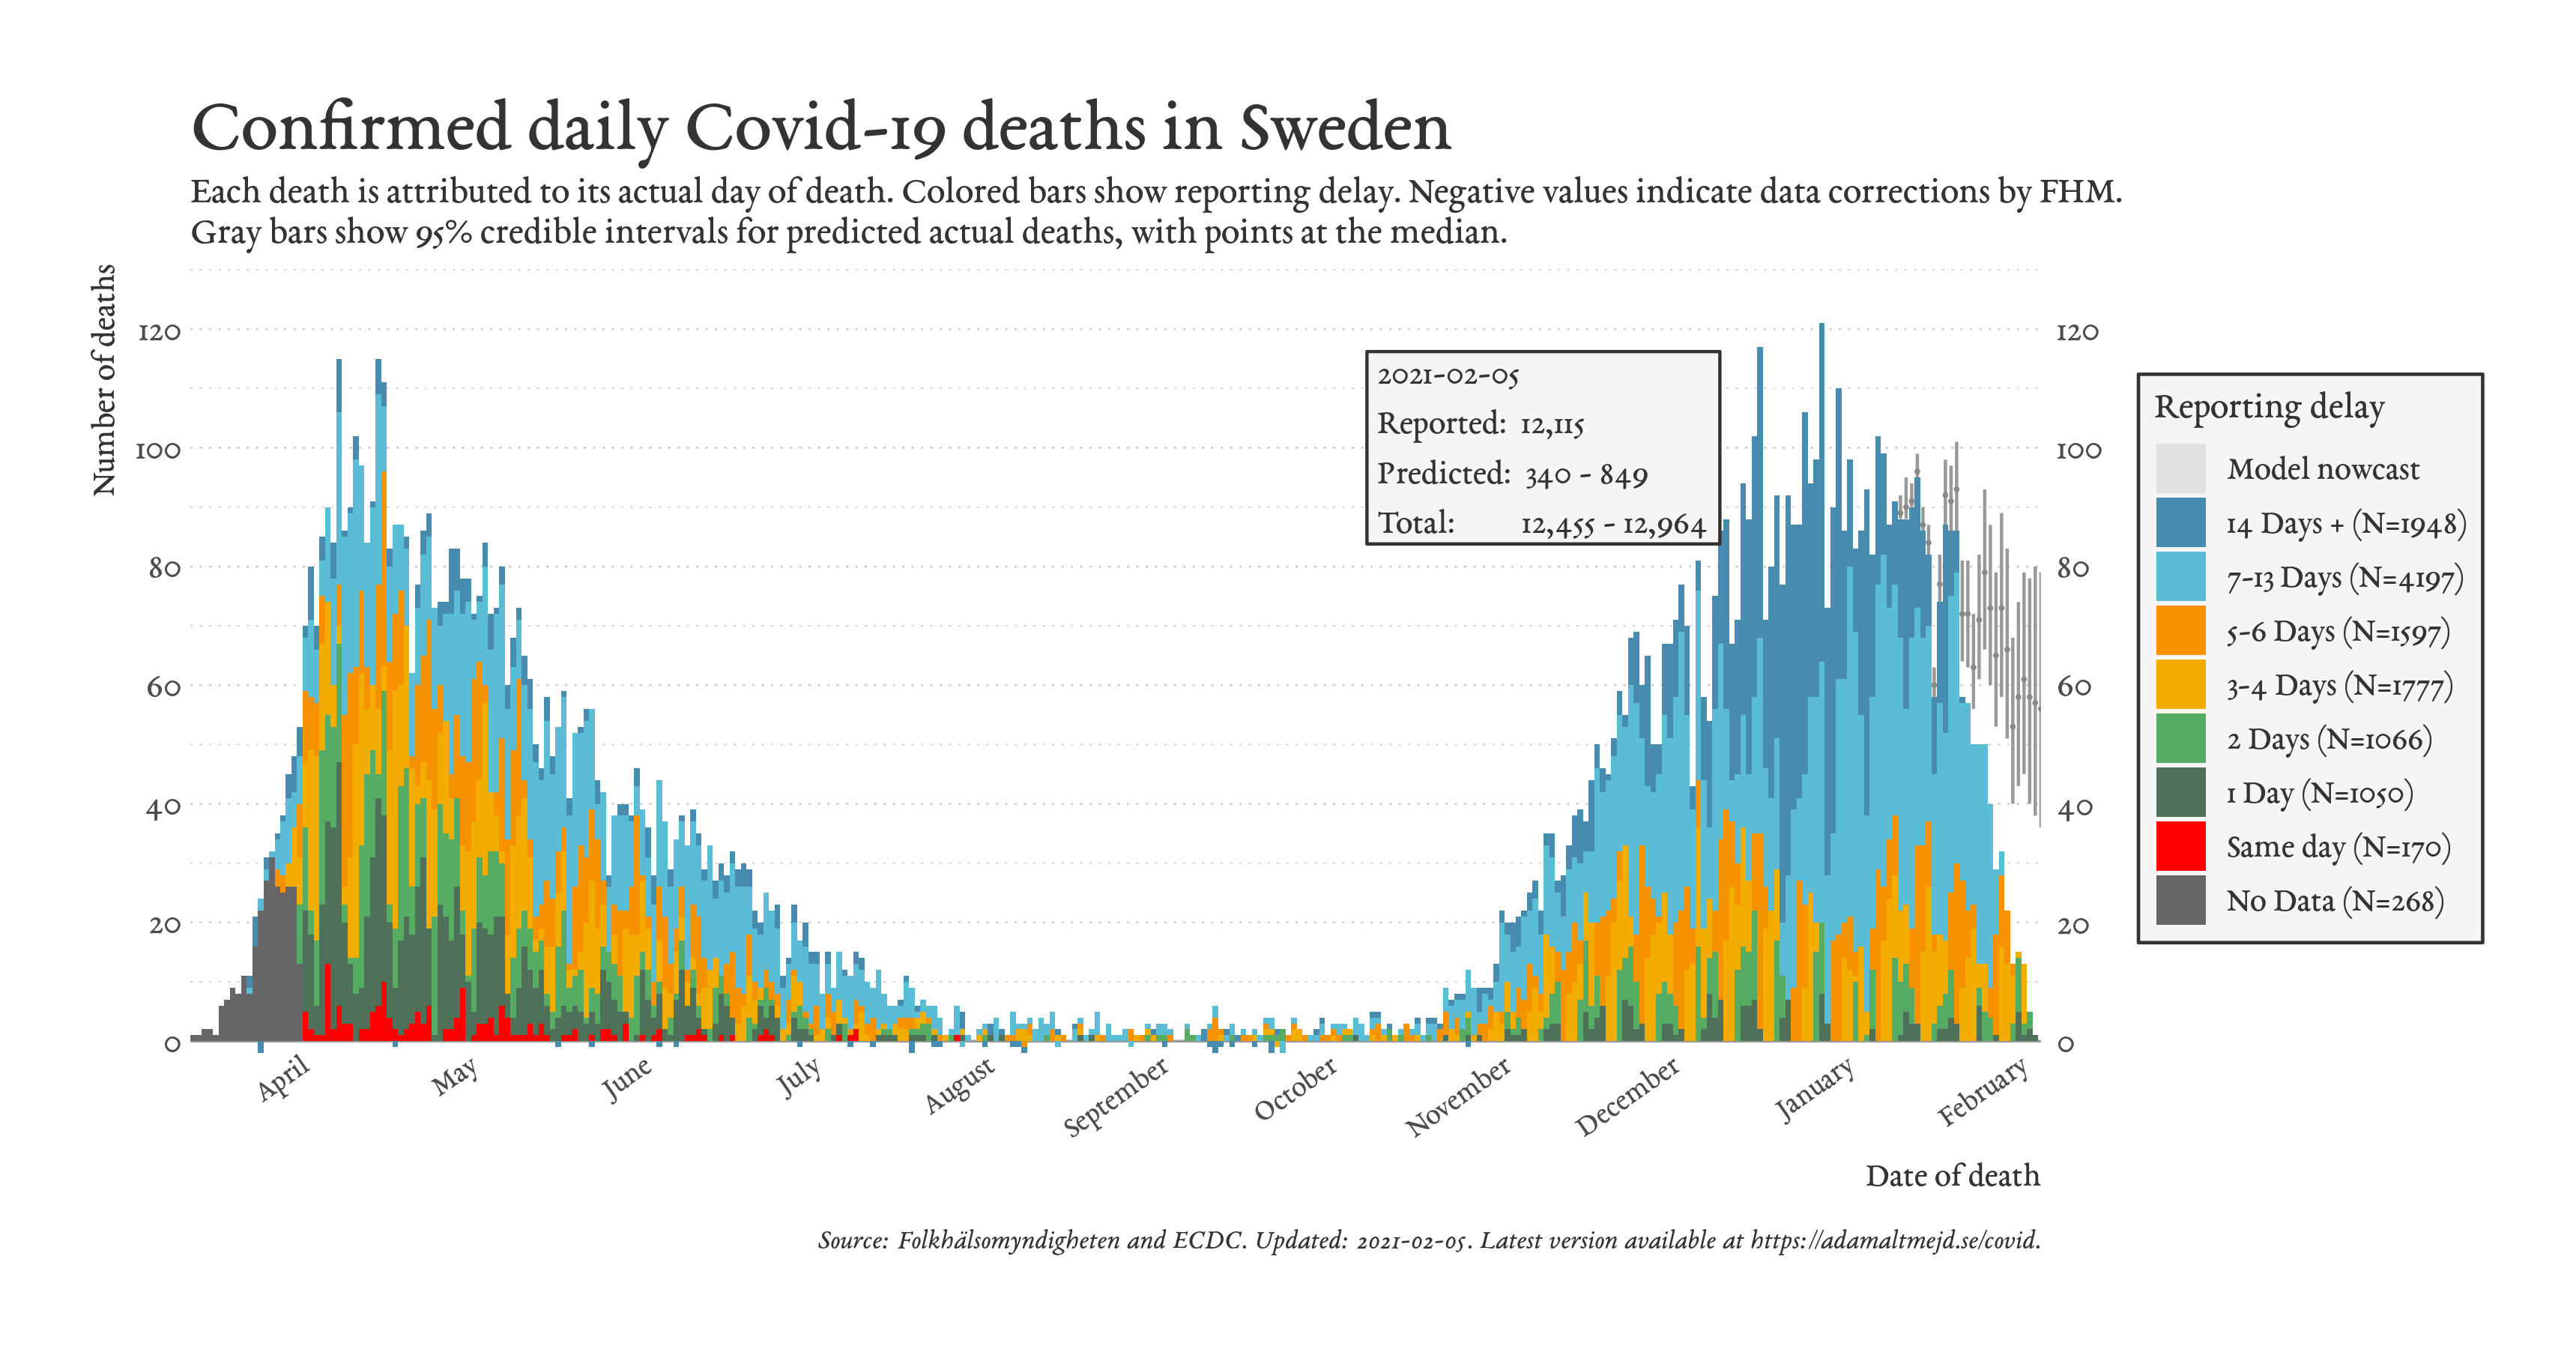 Confirmed daily Covid-19 deaths in Sweden
Each death is attributed to its actual day of death. Colored bars show reporting delay. Negative values indicate data corrections by FHM.
Gray bars show 95% credible intervals for predicted actual deaths, with points at the median.
Number of deaths
120
100
80
60
40
20
0
2021-02-05
Reported: 12,115
Predicted: 340 - 849
Total: 12,455 - 12,964
120
100
80
60
40
20
0
Reporting delay
Model nowcast
14 Days + (N=1948)
7-13 Days (N=4197)
5-6 Days (N=1597)
3-4 Days (N=1777)
2 Days (N=1066)
1 Day (N=1050)
Same day (N=170)
No Data (N=268)
April
May
June
July
August
September
October
November
December
January
February
Date of death
Source: Folkhälsomyndigheten and ECDC. Updated: 2021-02-05. Latest version available at https://adamaltmejd.se/covid.